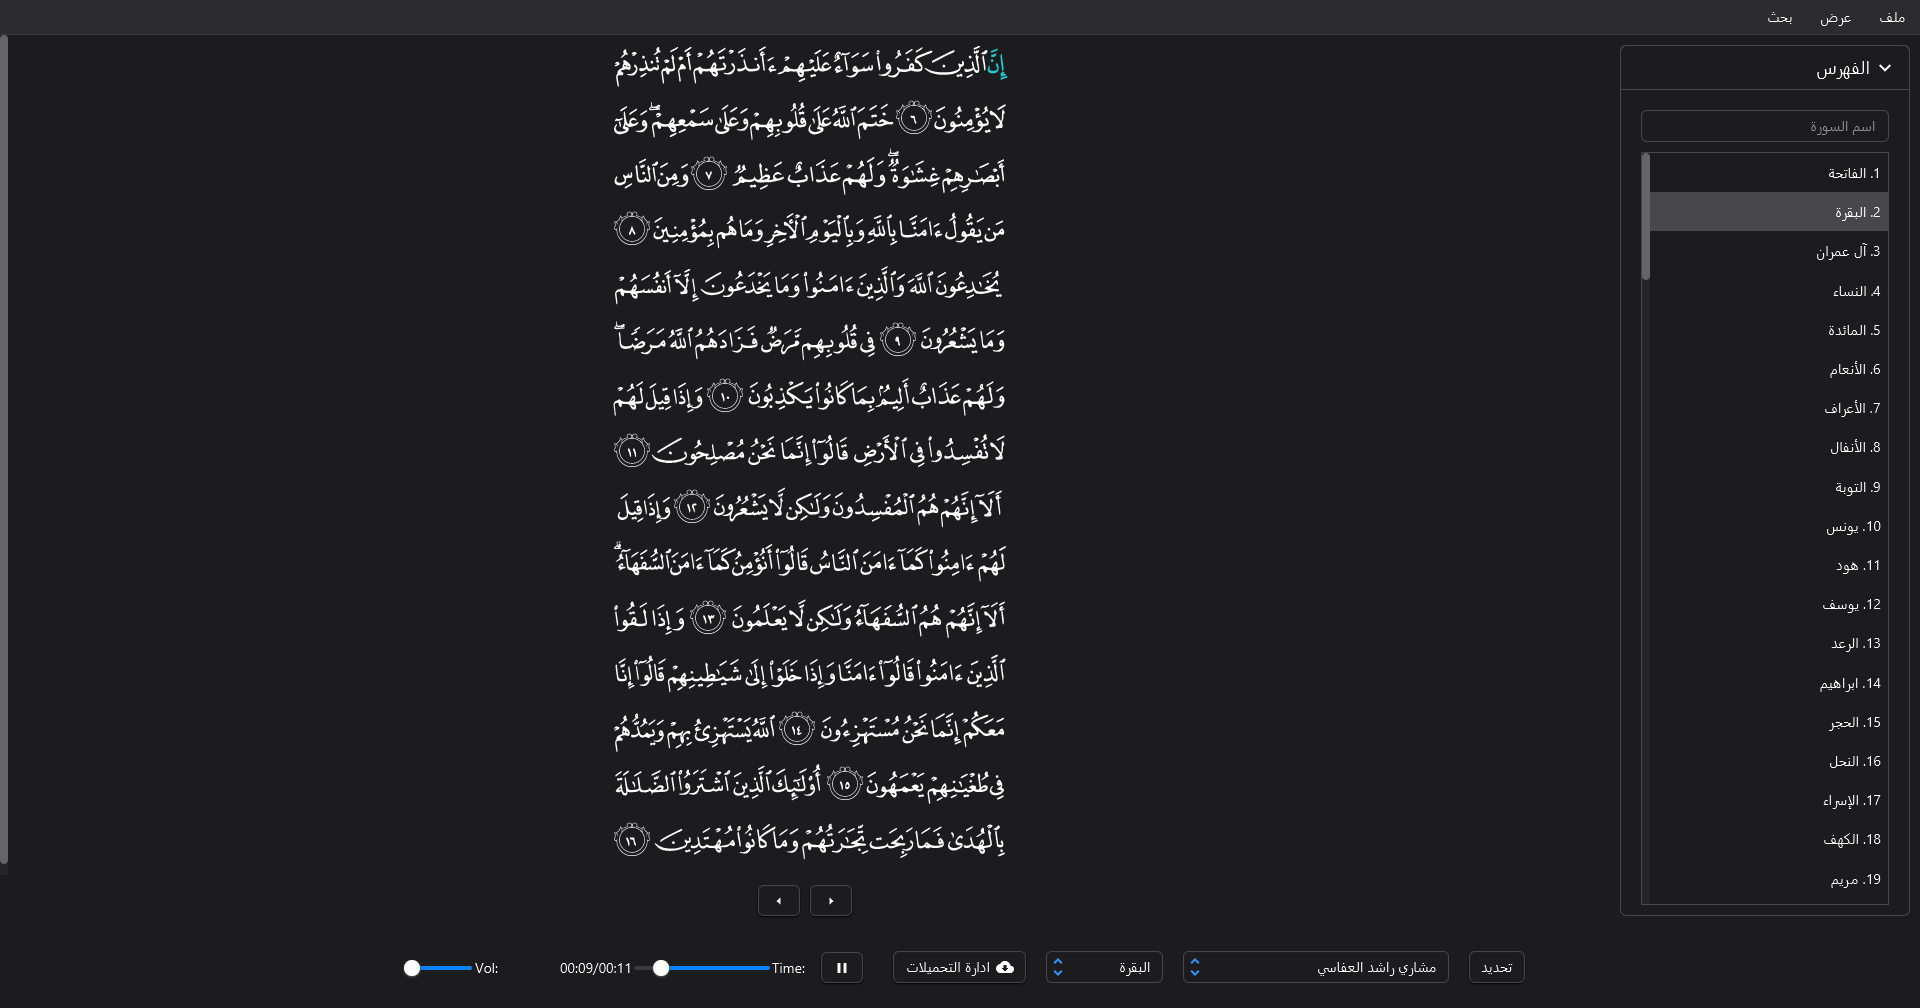 ملف
عرض
بحث
الفهرس
اسم السورة
1. الفاتحة
2. البقرة
3. آل عمران
4. النساء
5. المائدة
6. الأنعام
7. الأعراف
8. الأنفال
9. التوبة
10. يونس
11. هود
12. يوسف
13. الرعد
14. ابراهيم
15. الحجر
16. النحل
17. الإسراء
18. الكهف
19. مريم
إِنَّ ٱلَّذِينَ كَفَرُوا۟ سَوَآءٌ عَلَيْهِمْ ءَأَنذَرْتَهُمْ أَمْ لَمْ تُنذِرْهُمْ
لَا يُؤْمِنُونَ ٦ خَتَمَ ٱللَّهُ عَلَىٰ قُلُوبِهِمْ وَعَلَىٰ سَمْعِهِمْ ۖ وَعَلَىٰٓ
أَبْصَـٰرِهِمْ غِشَـٰوَةٌ ۖ وَلَهُمْ عَذَابٌ عَظِيمٌ ٧ وَمِنَ ٱلنَّاسِ
مَن يَقُولُ ءَامَنَّا بِٱللَّهِ وَبِٱلْيَوْمِ ٱلْـَٔاخِرِ وَمَا هُم بِمُؤْمِنِينَ ٨
يُخَـٰدِعُونَ ٱللَّهَ وَٱلَّذِينَ ءَامَنُوا۟ وَمَا يَخْدَعُونَ إِلَّآ أَنفُسَهُمْ
وَمَا يَشْعُرُونَ ٩ فِى قُلُوبِهِم مَّرَضٌ فَزَادَهُمُ ٱللَّهُ مَرَضًا ۖ
وَلَهُمْ عَذَابٌ أَلِيمٌۢ بِمَا كَانُوا۟ يَكْذِبُونَ ١٠ وَإِذَا قِيلَ لَهُمْ
لَا تُفْسِدُوا۟ فِى ٱلْأَرْضِ قَالُوٓا۟ إِنَّمَا نَحْنُ مُصْلِحُونَ ١١
أَلَآ إِنَّهُمْ هُمُ ٱلْمُفْسِدُونَ وَلَـٰكِن لَّا يَشْعُرُونَ ١٢ وَإِذَا قِيلَ
لَهُمْ ءَامِنُوا۟ كَمَآ ءَامَنَ ٱلنَّاسُ قَالُوٓا۟ أَنُؤْمِنُ كَمَآ ءَامَنَ ٱلسُّفَهَآءُ ۗ
أَلَآ إِنَّهُمْ هُمُ ٱلسُّفَهَآءُ وَلَـٰكِن لَّا يَعْلَمُونَ ١٣ وَإِذَا لَقُوا۟
ٱلَّذِينَ ءَامَنُوا۟ قَالُوٓا۟ ءَامَنَّا وَإِذَا خَلَوْا۟ إِلَىٰ شَيَـٰطِينِهِمْ قَالُوٓا۟ إِنَّا
مَعَكُمْ إِنَّمَا نَحْنُ مُسْتَهْزِءُونَ ١٤ ٱللَّهُ يَسْتَهْزِئُ بِهِمْ وَيَمُدُّهُمْ
فِى طُغْيَـٰنِهِمْ يَعْمَهُونَ ١٥ أُو۟لَـٰٓئِكَ ٱلَّذِينَ ٱشْتَرَوُا۟ ٱلضَّلَـٰلَةَ
بِٱلْهُدَىٰ فَمَا رَبِحَت تِّجَـٰرَتُهُمْ وَمَا كَانُوا۟ مُهْتَدِينَ ١٦
تحديد
مشاري راشد العفاسي
البقرة
ادارة التحميلات
Time:
00:09/00:11
Vol: